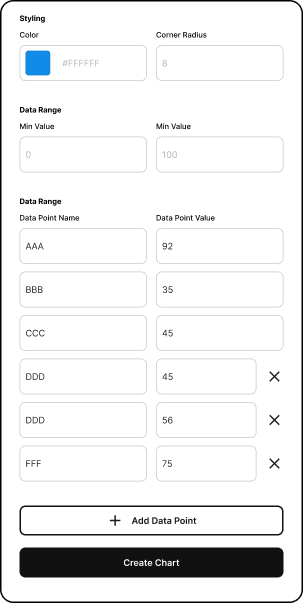 Styling
Color Corner Radius
#FFFFFF 8
Data Range
Min Value Min Value
0 100
Data Range
Data Point Name Data Point Value
AAA 92
BBB 35
CCC 45
DDD 45
DDD 56
FFF 75
Add Data Point
Create Chart